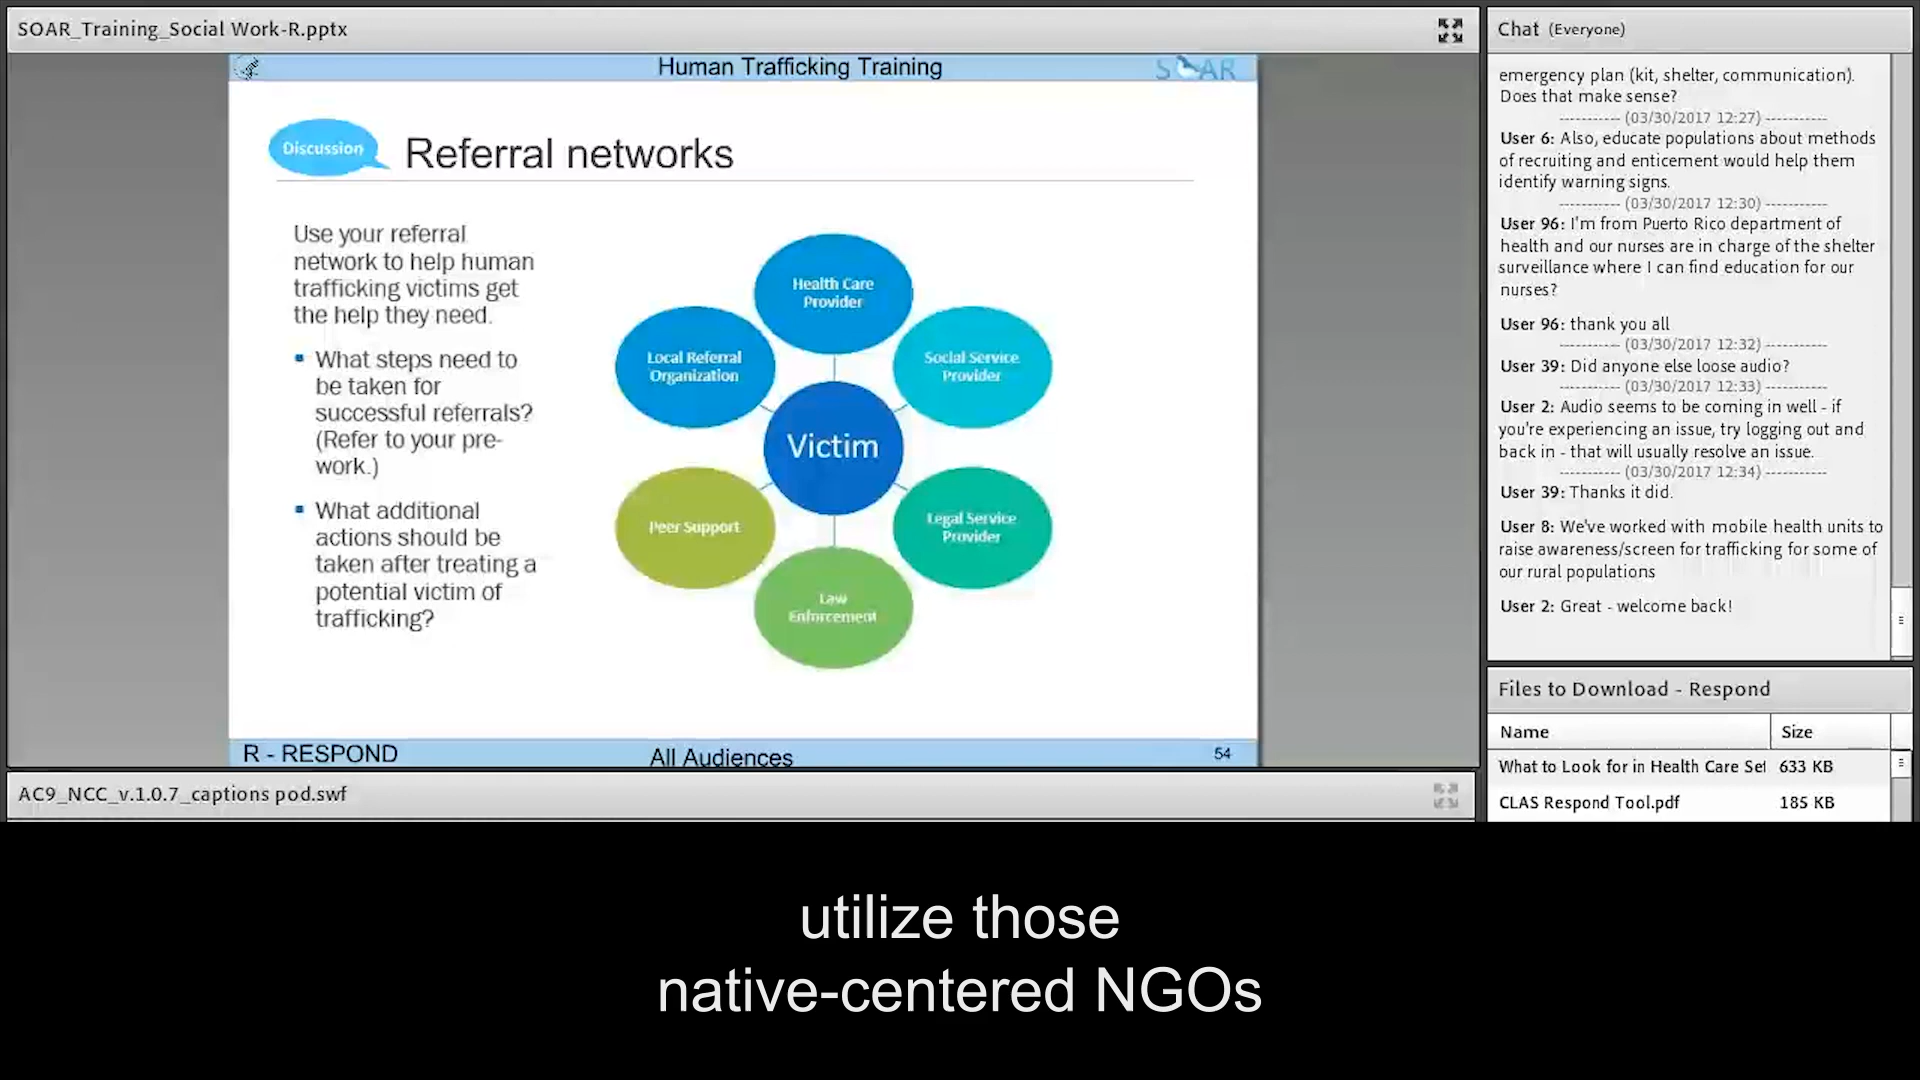 SOAR_Training_Social Work-R.pptx
Human Trafficking Training
SOAR
Discussion
Referral networks
Use your referral
network to help human
trafficking victims get
the help they need.
What steps need to
be taken for
successful referrals?
(Refer to your pre-
work.)
What additional
actions should be
taken after treating a
potential victim of
trafficking?
Health Care
Provider
Local Referral
Organization
Social Service
Provider
Victim
Peer Support
Legal Service
Provider
Law
Enforcement
R - RESPOND
All Audiences
54
AC9_NCC_v.1.0.7_captions pod.swf
utilize those
native-centered NGOs
Chat (Everyone)
emergency plan (kit, shelter, communication).
Does that make sense?
----------- (03/30/2017 12:27) -----------
User 6: Also, educate populations about methods
of recruiting and enticement would help them
identify warning signs.
----------- (03/30/2017 12:30) -----------
User 96: I'm from Puerto Rico department of
health and our nurses are in charge of the shelter
surveillance where I can find education for our
nurses?
User 96: thank you all
----------- (03/30/2017 12:32) -----------
User 39: Did anyone else loose audio?
----------- (03/30/2017 12:33) -----------
User 2: Audio seems to be coming in well - if
you're experiencing an issue, try logging out and
back in - that will usually resolve an issue.
----------- (03/30/2017 12:34) -----------
User 39: Thanks it did.
User 8: We've worked with mobile health units to
raise awareness/screen for trafficking for some of
our rural populations
User 2: Great - welcome back!
Files to Download - Respond
Name Size
What to Look for in Health Care Set 633 KB
CLAS Respond Tool.pdf 185 KB